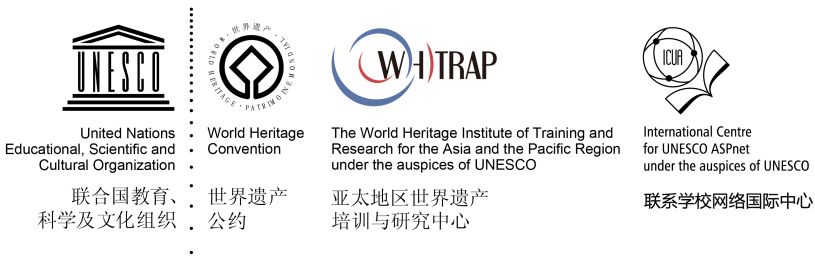 UNESCO
United Nations
Educational, Scientific and
Cultural Organization
联合国教育、
科学及文化组织
WORLD HERITAGE · PATRIMOINE MONDIAL · 世界遗产 ·
World Heritage
Convention
世界遗产
公约
WHITRAP
The World Heritage Institute of Training and
Research for the Asia and the Pacific Region
under the auspices of UNESCO
亚太地区世界遗产
培训与研究中心
ICUA
International Centre
for UNESCO ASPnet
under the auspices of UNESCO
联系学校网络国际中心